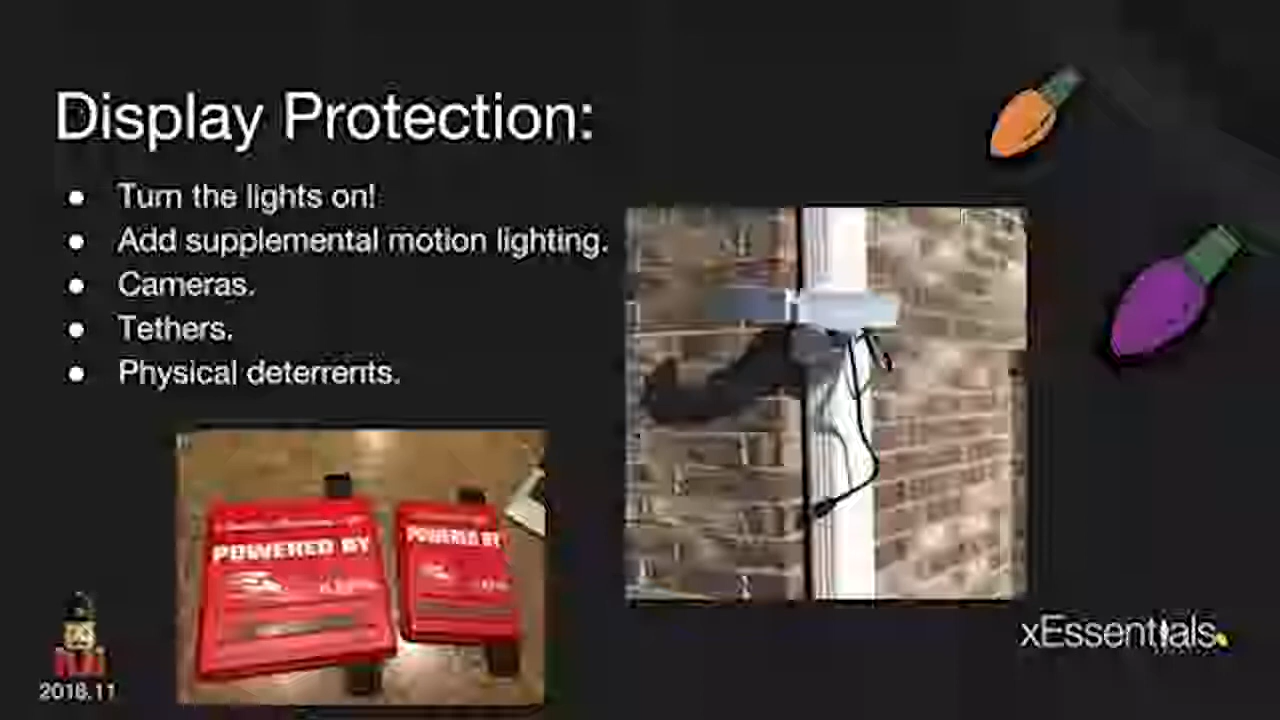 Display Protection:
Turn the lights on!
Add supplemental motion lighting.
Cameras.
Tethers.
Physical deterrents.
POWERED BY
POWERED BY
xEssentials
2018.11